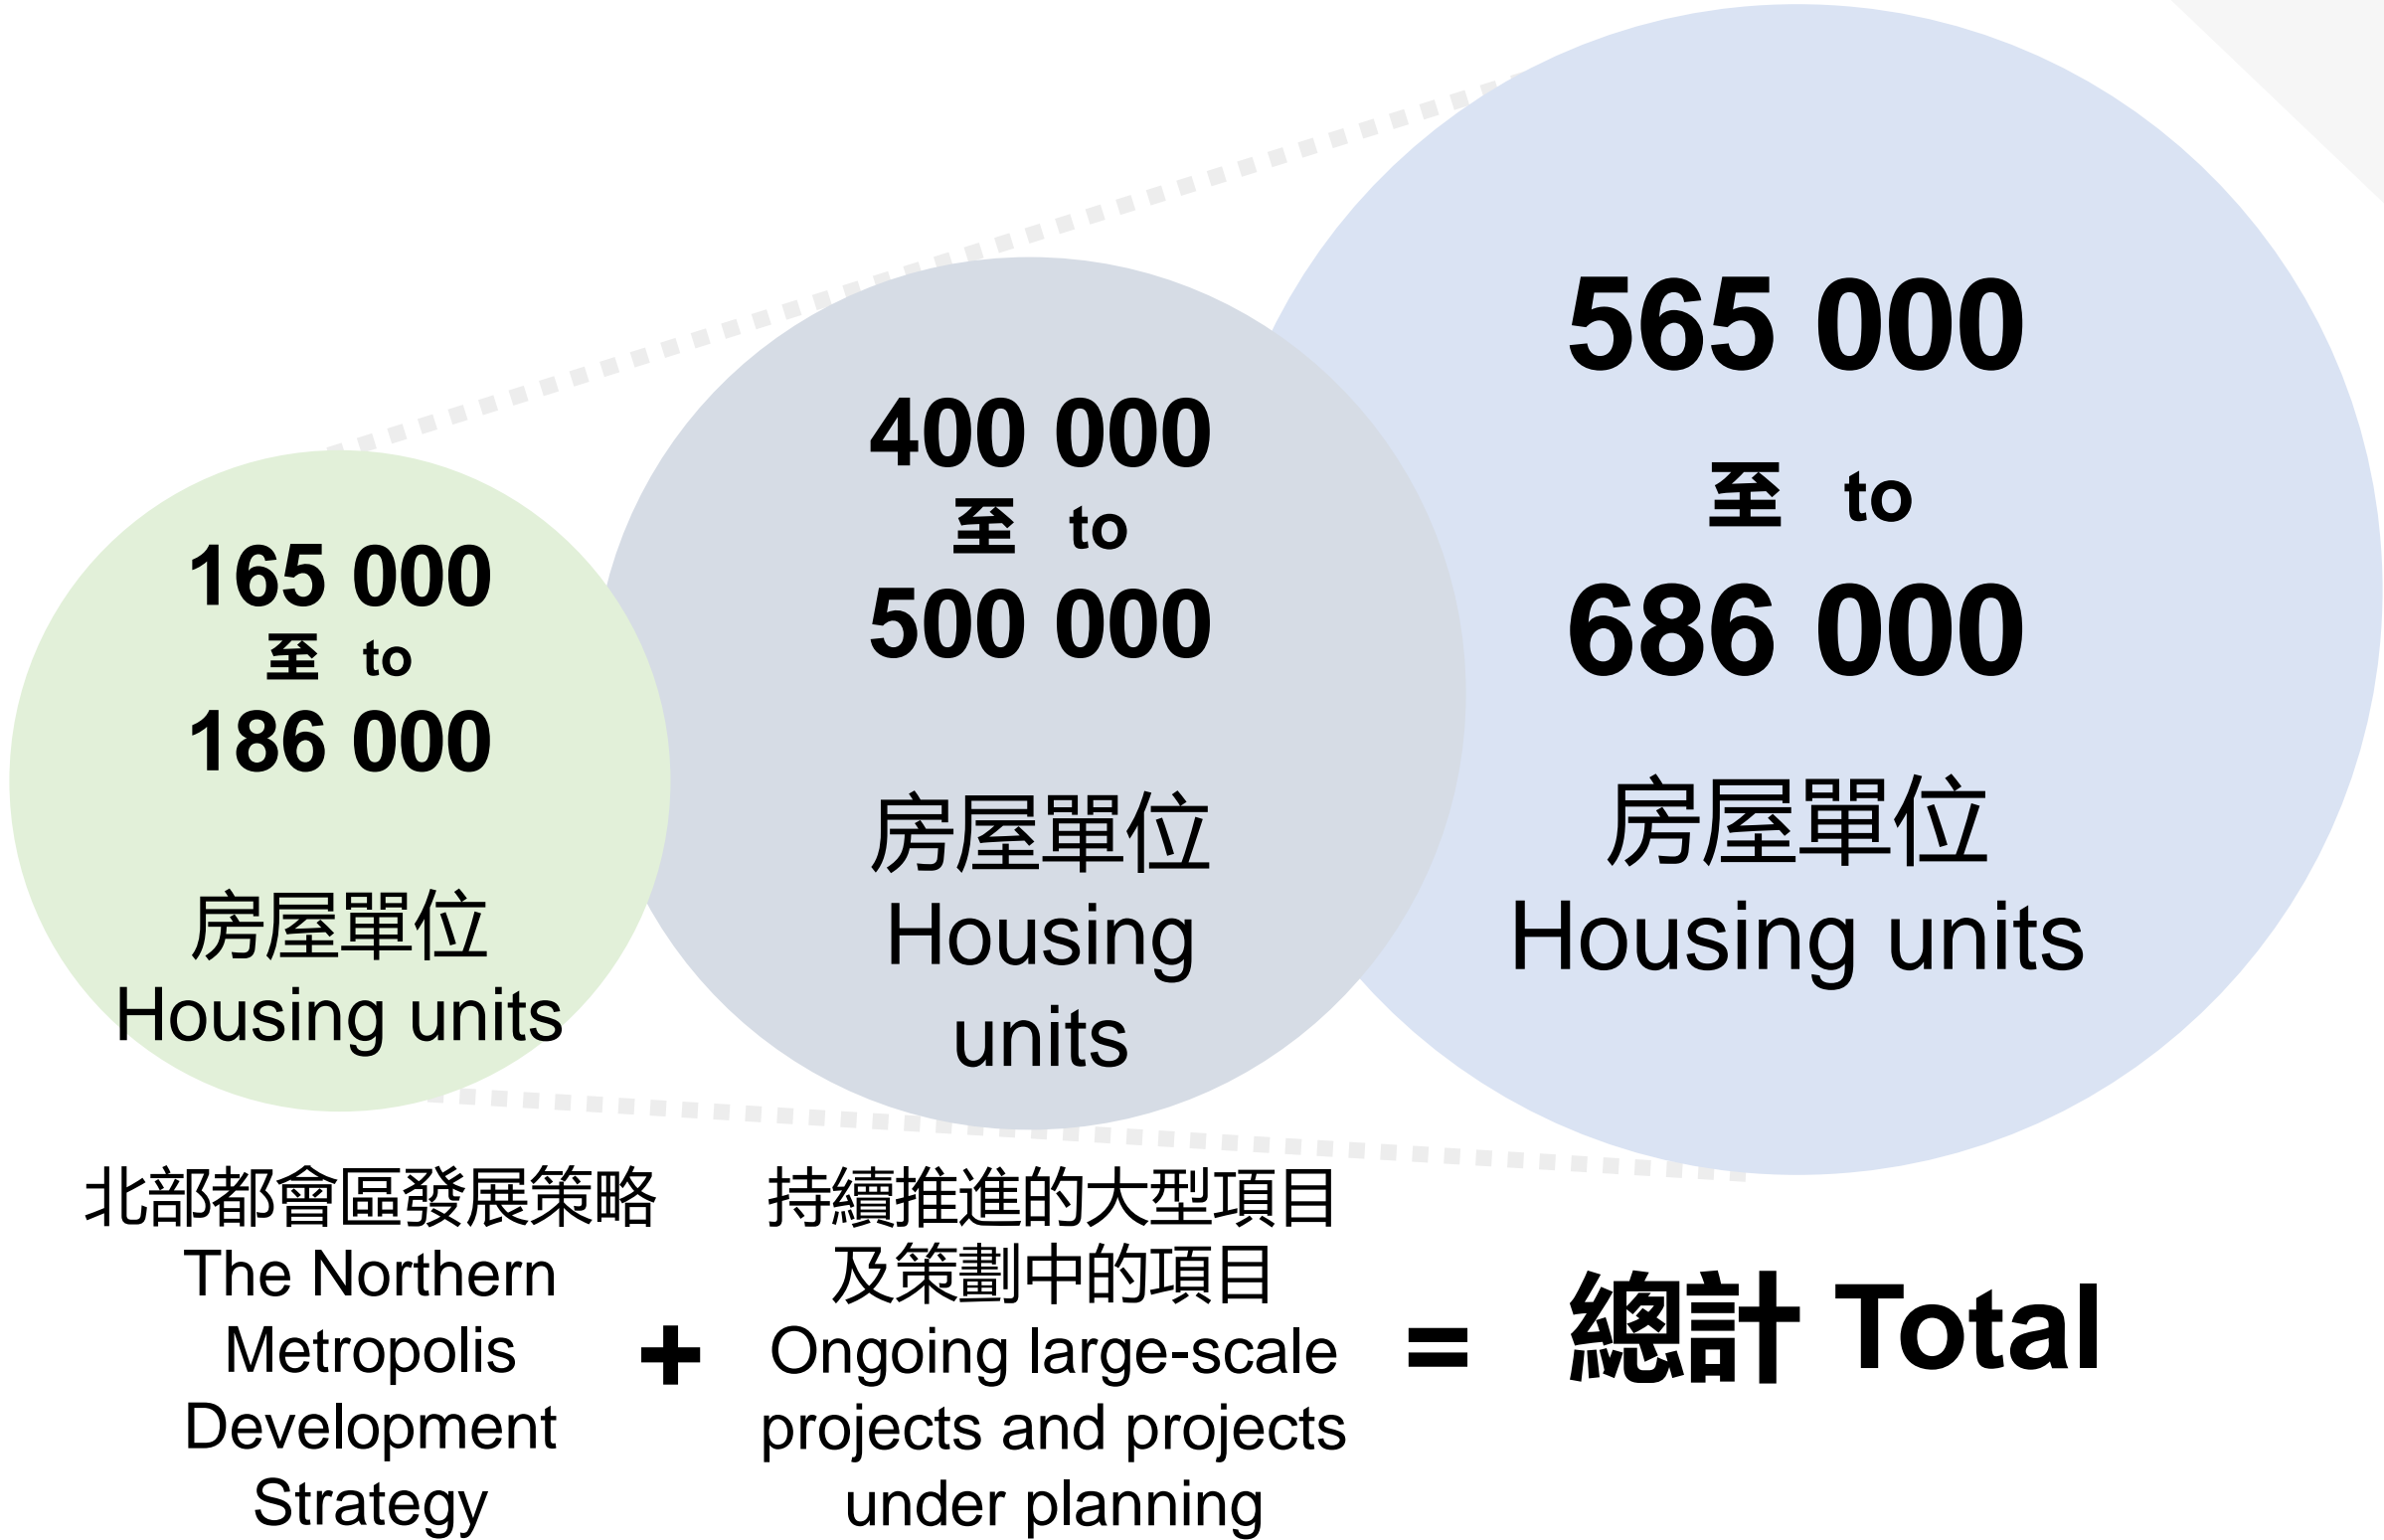 165 000
至 to
186 000
房屋單位
Housing units
北部都會區發展策略
The Northern
Metropolis
Development
Strategy
+
400 000
至 to
500 000
房屋單位
Housing
units
持續推進的大型項目
及策劃中的項目
Ongoing large-scale
projects and projects
under planning
=
565 000
至 to
686 000
房屋單位
Housing units
總計 Total